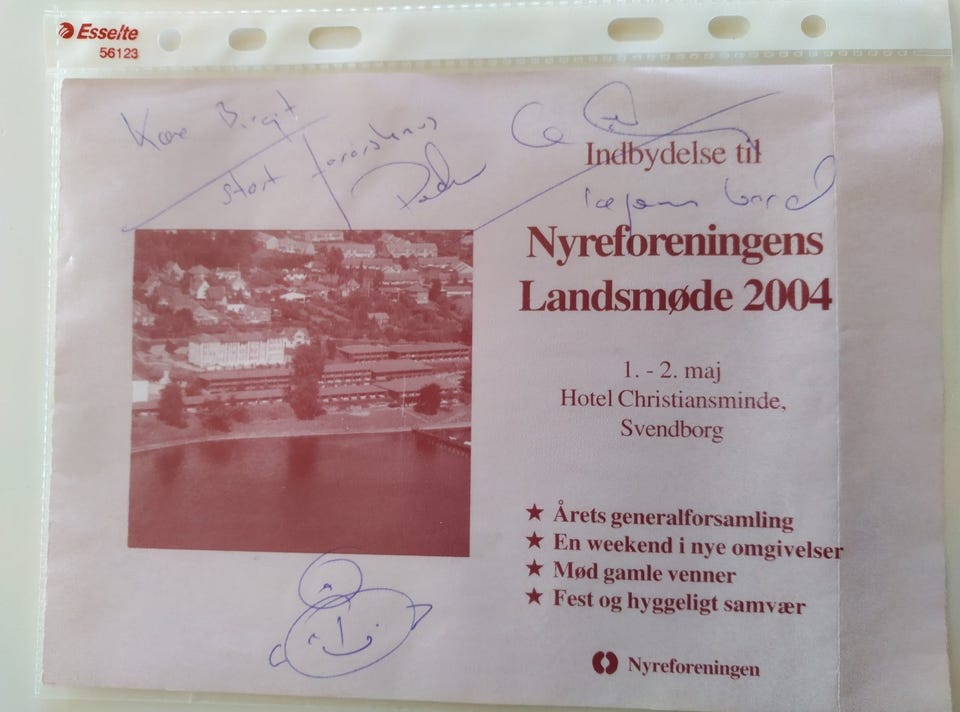 Esselte
56123
Kære Birgit
stort
Indbydelse til
Nyreforeningens
Landsmøde 2004
1. - 2. maj
Hotel Christiansminde,
Svendborg
★ Årets generalforsamling
★ En weekend i nye omgivelser
★ Mød gamle venner
★ Fest og hyggeligt samvær
Nyreforeningen